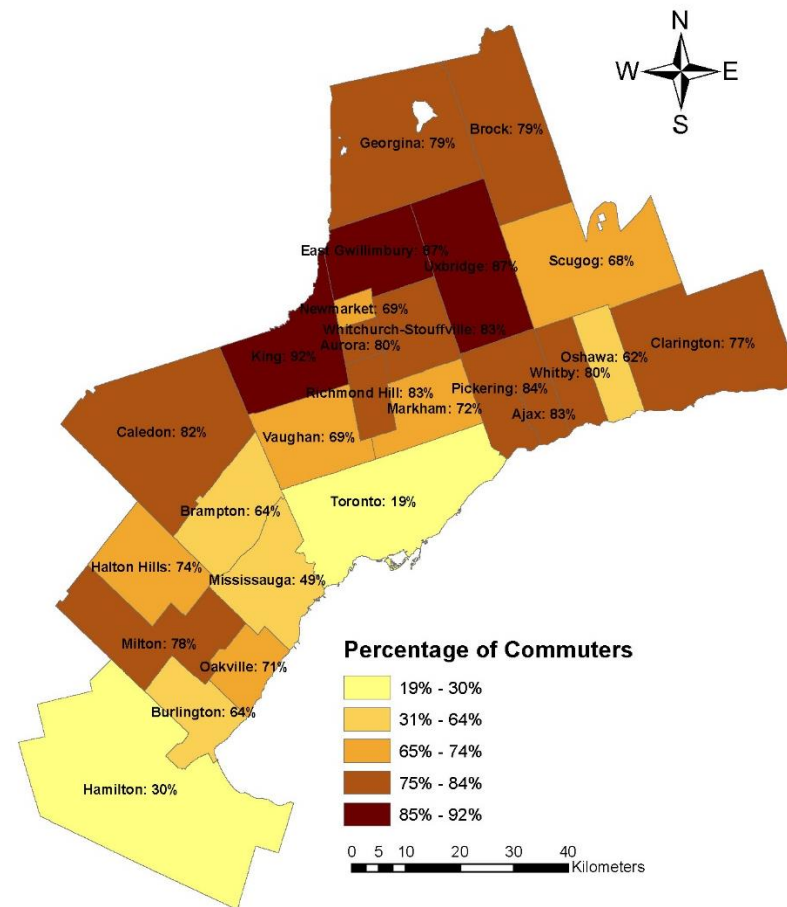 N
W E
S
Georgina: 79%
Brock: 79%
East Gwillimbury: 87%
Uxbridge: 87%
Scugog: 68%
Newmarket: 69%
Whitchurch-Stouffville: 83%
Aurora: 80%
King: 92%
Clarington: 77%
Oshawa: 62%
Whitby: 80%
Pickering: 84%
Ajax: 83%
Richmond Hill: 83%
Markham: 72%
Vaughan: 69%
Caledon: 82%
Toronto: 19%
Brampton: 64%
Halton Hills: 74%
Mississauga: 49%
Milton: 78%
Oakville: 71%
Burlington: 64%
Hamilton: 30%
Percentage of Commuters
19% - 30%
31% - 64%
65% - 74%
75% - 84%
85% - 92%
0 5 10 20 30 40
Kilometers